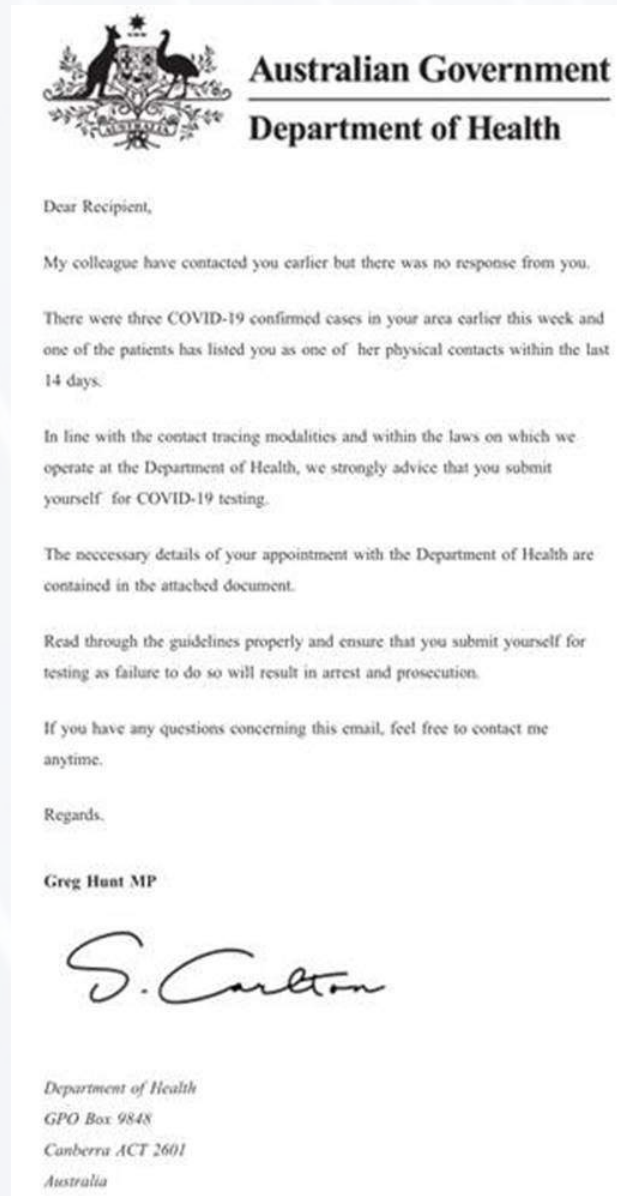 AUSTRALIA
Australian Government
Department of Health
Dear Recipient,
My colleague have contacted you earlier but there was no response from you.
There were three COVID-19 confirmed cases in your area earlier this week and
one of the patients has listed you as one of her physical contacts within the last
14 days.
In line with the contact tracing modalities and within the laws on which we
operate at the Department of Health, we strongly advice that you submit
yourself for COVID-19 testing.
The neccessary details of your appointment with the Department of Health are
contained in the attached document.
Read through the guidelines properly and ensure that you submit yourself for
testing as failure to do so will result in arrest and prosecution.
If you have any questions concerning this email, feel free to contact me
anytime.
Regards.
Greg Hunt MP
S. Carlton
Department of Health
GPO Box 9848
Canberra ACT 2601
Australia